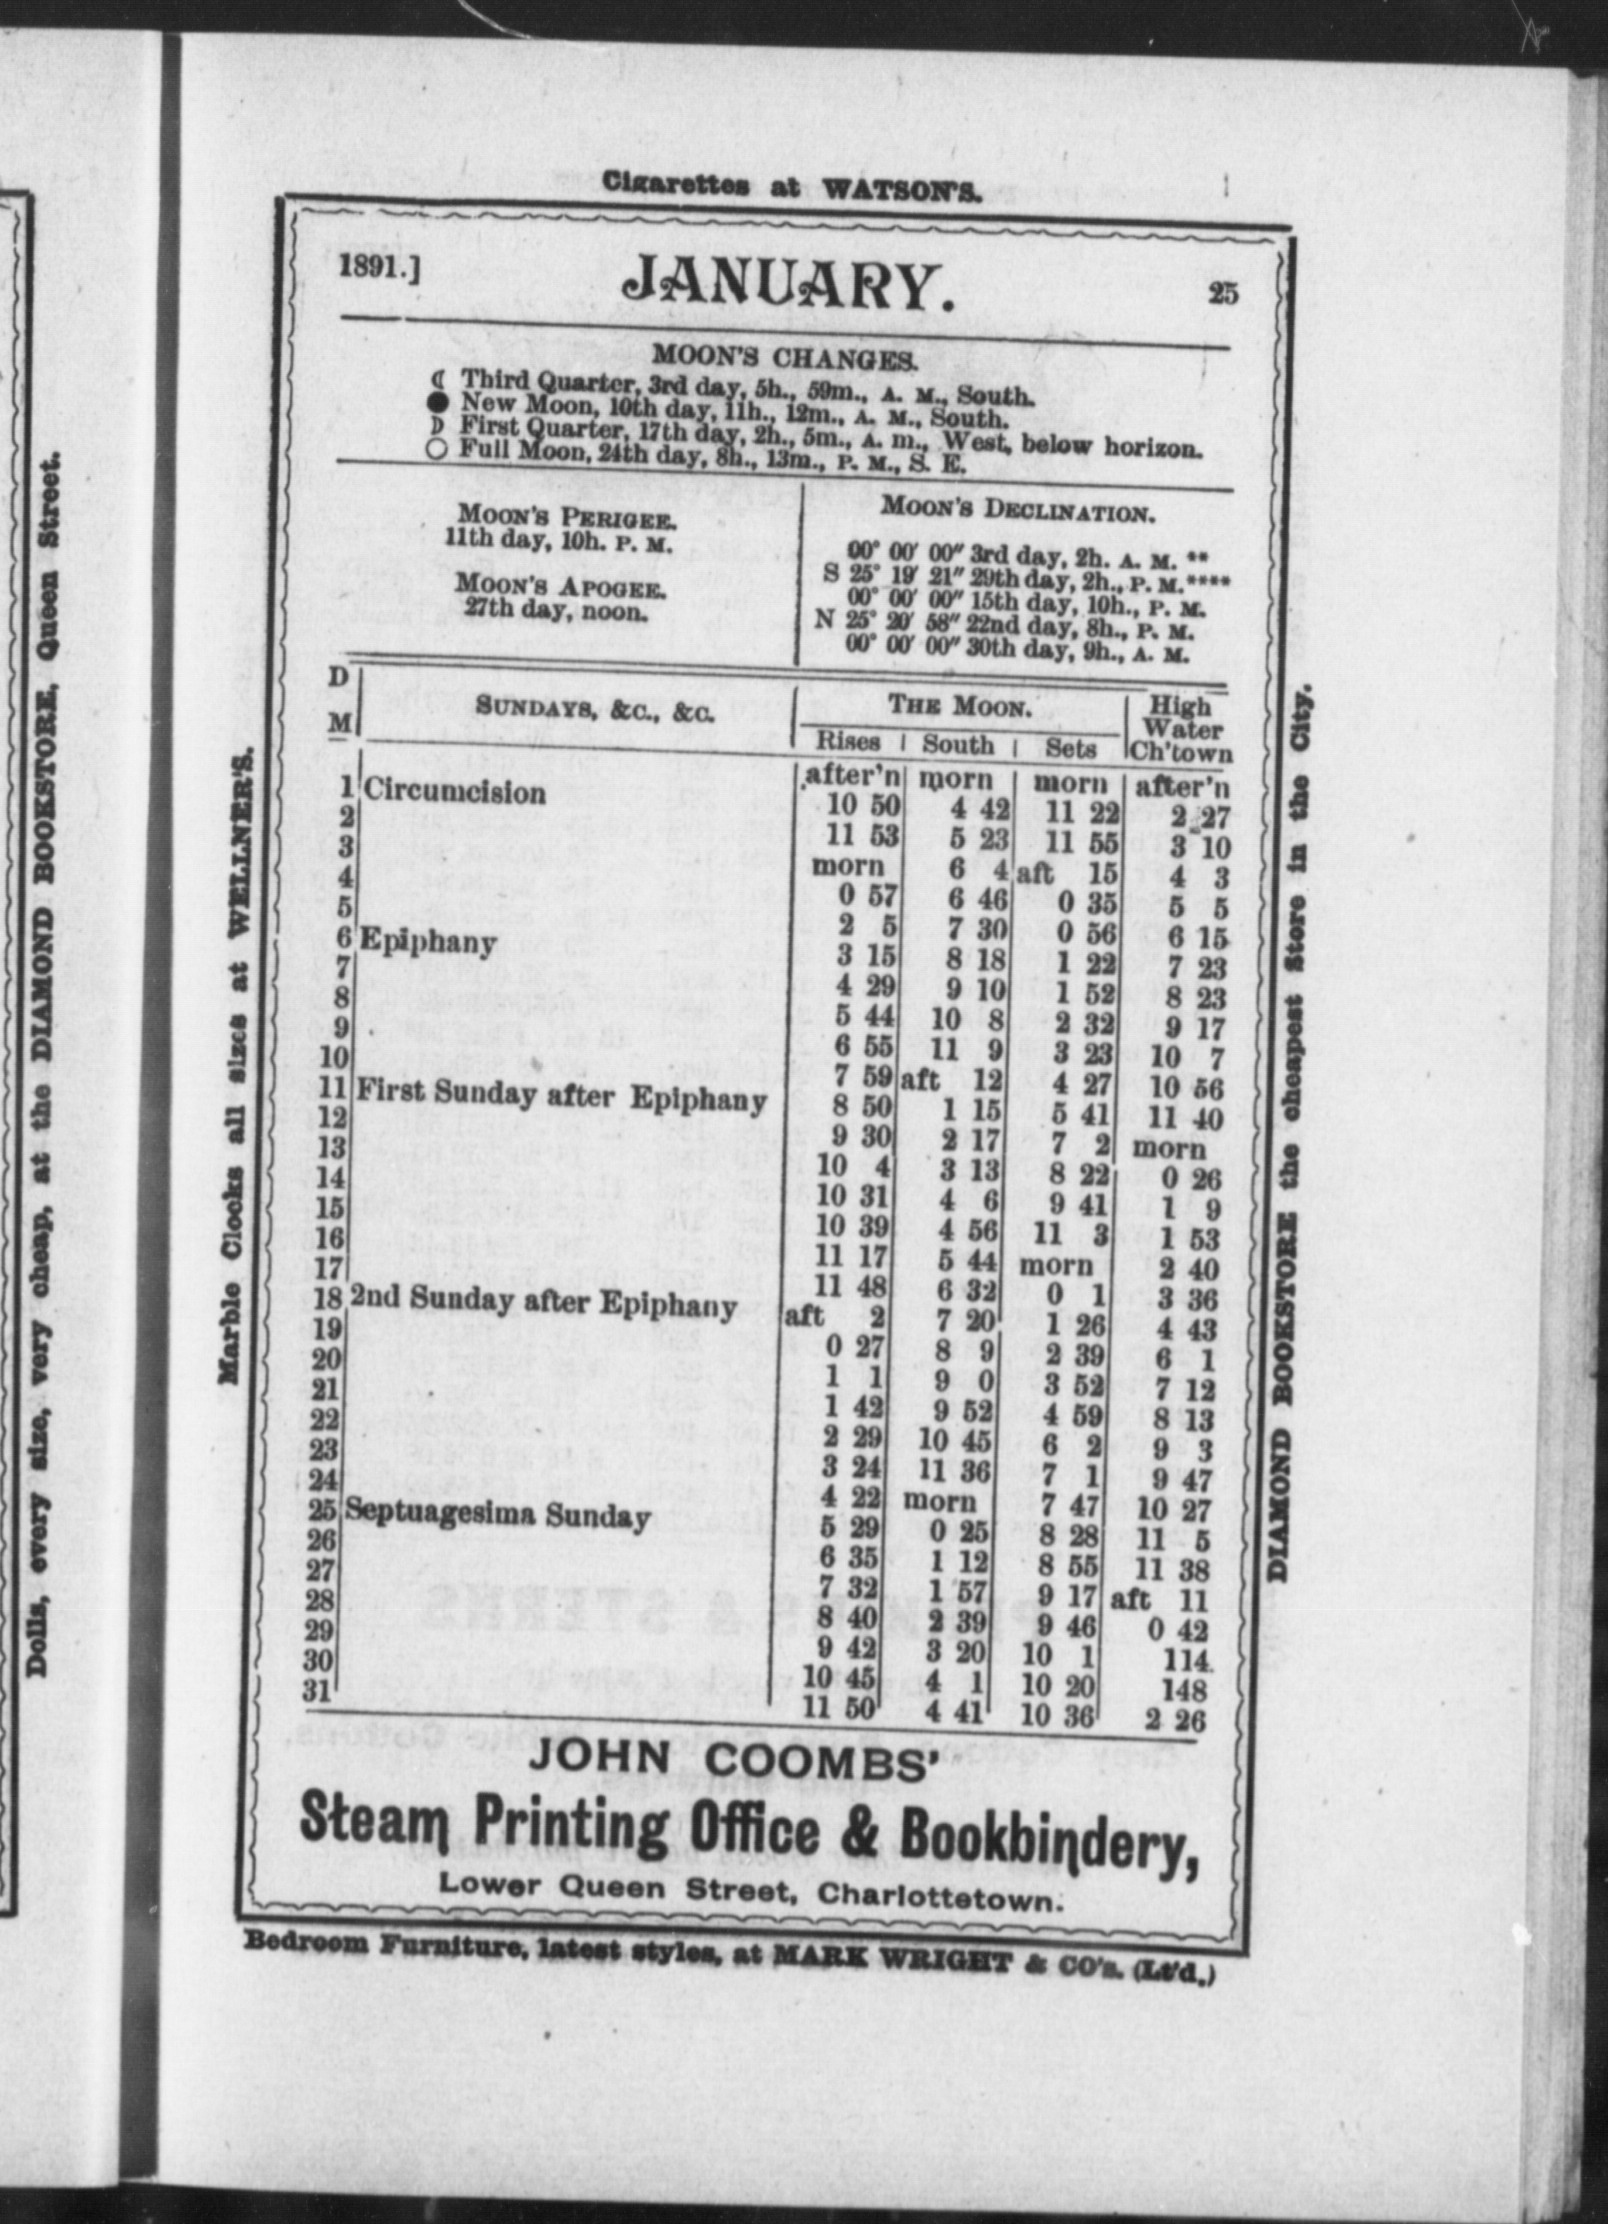 Cigarettes at WATSON'S.
1891.] JANUARY. 25
MOON'S CHANGES.
☾ Third Quarter, 3rd day, 5h., 59m., A. M., South.
● New Moon, 10th day, 11h., 12m., A. M., South.
☽ First Quarter, 17th day, 2h., 5m., A. m., West, below horizon.
○ Full Moon, 24th day, 8h., 13m., P. M., S. E.
MOON'S PERIGEE.
11th day, 10h. P. M.
MOON'S APOGEE.
27th day, noon.
MOON'S DECLINATION.
00° 00' 00" 3rd day, 2h. A. M. **
S 25° 19' 21" 29th day, 2h., P. M.****
00° 00' 00" 15th day, 10h., P. M.
N 25° 20' 58" 22nd day, 8h., P. M.
00° 00' 00" 30th day, 9h., A. M.
D M SUNDAYS, &C., &C. THE MOON. High Water Ch'town
Rises South Sets
after'n morn morn after'n
1 Circumcision 10 50 4 42 11 22 2 27
2 11 53 5 23 11 55 3 10
3 morn 6 4 aft 15 4 3
4 0 57 6 46 0 35 5 5
5 2 5 7 30 0 56 6 15
6 Epiphany 3 15 8 18 1 22 7 23
7 4 29 9 10 1 52 8 23
8 5 44 10 8 2 32 9 17
9 6 55 11 9 3 23 10 7
10 7 59 aft 12 4 27 10 56
11 First Sunday after Epiphany 8 50 1 15 5 41 11 40
12 9 30 2 17 7 2 morn
13 10 4 3 13 8 22 0 26
14 10 31 4 6 9 41 1 9
15 10 39 4 56 11 3 1 53
16 11 17 5 44 morn 2 40
17 11 48 6 32 0 1 3 36
18 2nd Sunday after Epiphany aft 2 7 20 1 26 4 43
19 0 27 8 9 2 39 6 1
20 1 1 9 0 3 52 7 12
21 1 42 9 52 4 59 8 13
22 2 29 10 45 6 2 9 3
23 3 24 11 36 7 1 9 47
24 4 22 morn 7 47 10 27
25 Septuagesima Sunday 5 29 0 25 8 28 11 5
26 6 35 1 12 8 55 11 38
27 7 32 1 57 9 17 aft 11
28 8 40 2 39 9 46 0 42
29 9 42 3 20 10 1 114
30 10 45 4 1 10 20 148
31 11 50 4 41 10 36 2 26
JOHN COOMBS'
Steam Printing Office & Bookbindery,
Lower Queen Street, Charlottetown.
Bedroom Furniture, latest styles, at MARK WRIGHT & CO's. (Lt'd.)
Marble Clocks all sizes at WELLNER'S.
DIAMOND BOOKSTORE the cheapest Store in the City.
Dolls, every size, very cheap, at the DIAMOND BOOKSTORE, Queen Street.